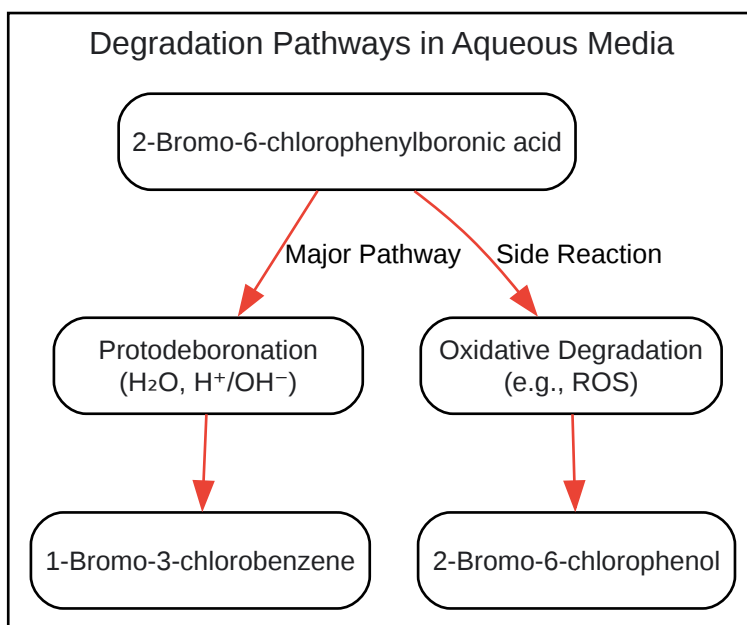 Degradation Pathways in Aqueous Media
2-Bromo-6-chlorophenylboronic acid
Major Pathway
Side Reaction
Protodeboronation
(H₂O, H⁺/OH⁻)
Oxidative Degradation
(e.g., ROS)
1-Bromo-3-chlorobenzene
2-Bromo-6-chlorophenol